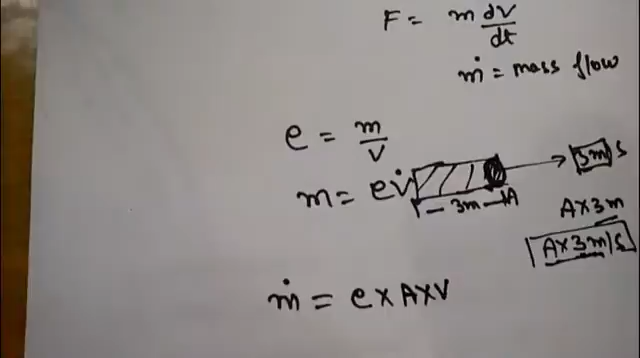 F = m dv/dt
ṁ = mass flow
e = m/v
m = ev̇
3m/s
3m A
A×3m
A×3m/s
ṁ = e×A×V